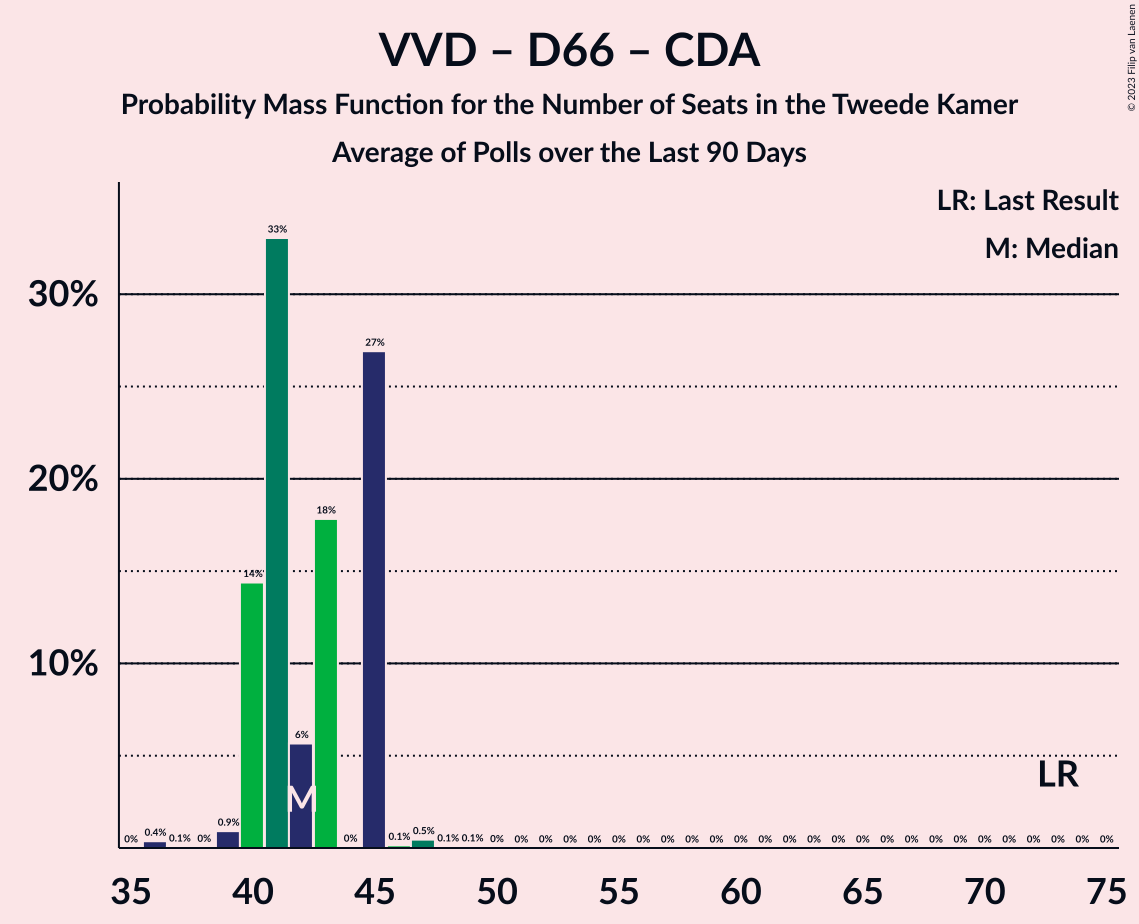 VVD – D66 – CDA
Probability Mass Function for the Number of Seats in the Tweede Kamer
Average of Polls over the Last 90 Days
© 2023 Filip van Laenen
LR: Last Result
M: Median
30%
20%
10%
0% 0.4% 0.1% 0% 0.9% 14% 33% 6% 18% 0% 27% 0.1% 0.5% 0.1% 0.1% 0% 0% 0% 0% 0% 0% 0% 0% 0% 0% 0% 0% 0% 0% 0% 0% 0% 0% 0% 0% 0% 0% 0% 0% 0% 0%
M
LR
35 40 45 50 55 60 65 70 75